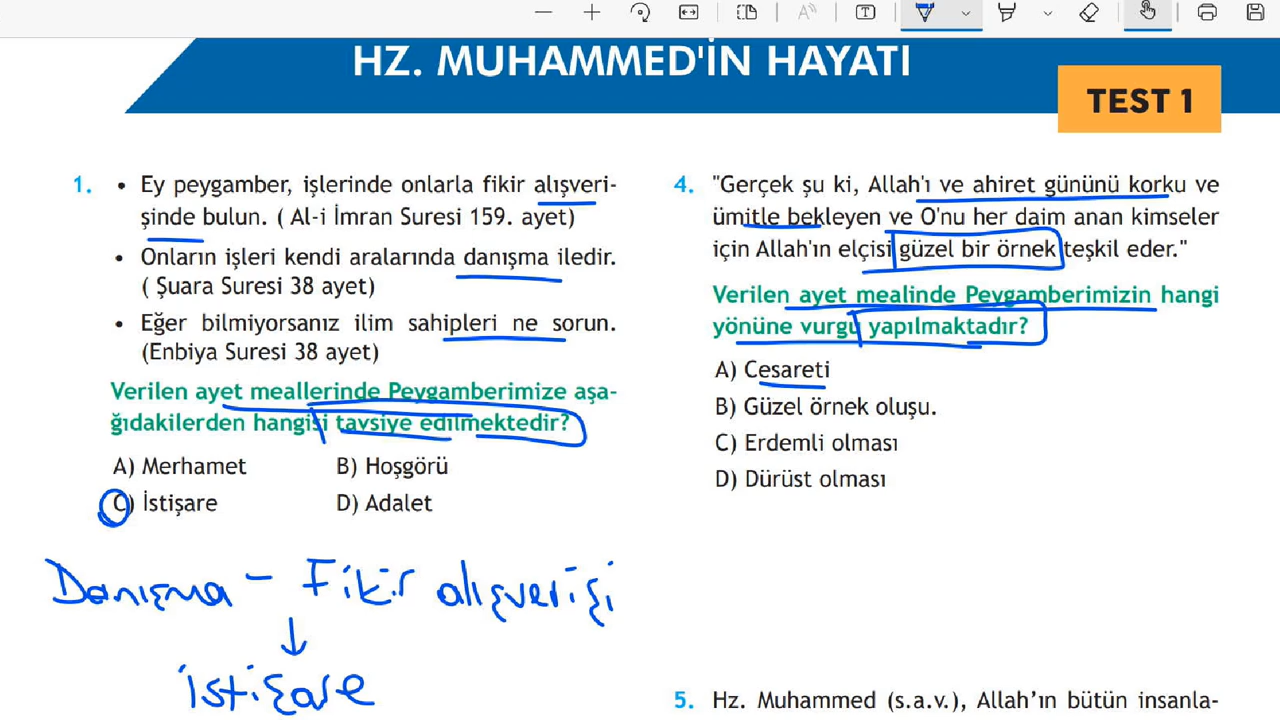 HZ. MUHAMMED'İN HAYATI
TEST 1
1. • Ey peygamber, işlerinde onlarla fikir alışveri-
şinde bulun. ( Al-i İmran Suresi 159. ayet)
• Onların işleri kendi aralarında danışma iledir.
( Şuara Suresi 38 ayet)
• Eğer bilmiyorsanız ilim sahipleri ne sorun.
(Enbiya Suresi 38 ayet)
Verilen ayet meallerinde Peygamberimize aşa-
ğıdakilerden hangisi tavsiye edilmektedir?
A) Merhamet B) Hoşgörü
C) İstişare D) Adalet
Danışma - Fikir alışverişi
istişare
4. "Gerçek şu ki, Allah'ı ve ahiret gününü korku ve
ümitle bekleyen ve O'nu her daim anan kimseler
için Allah'ın elçisi güzel bir örnek teşkil eder."
Verilen ayet mealinde Peygamberimizin hangi
yönüne vurgu yapılmaktadır?
A) Cesareti
B) Güzel örnek oluşu.
C) Erdemli olması
D) Dürüst olması
5. Hz. Muhammed (s.a.v.), Allah'ın bütün insanla-